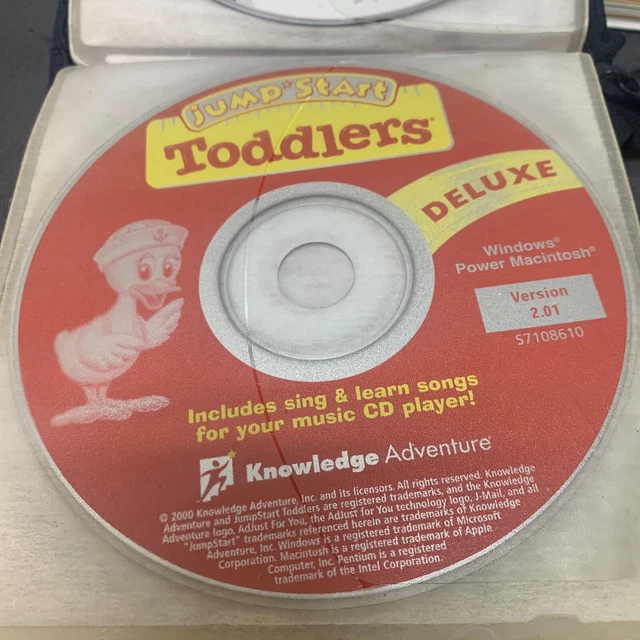 JUMP★START
Toddlers®
DELUXE
Windows®
Power Macintosh®
Version
2.01
S7108610
Includes sing & learn songs
for your music CD player!
Knowledge Adventure®
© 2000 Knowledge Adventure, Inc. and its licensors. All rights reserved. Knowledge
Adventure and JumpStart Toddlers are registered trademarks, and the Knowledge
Adventure logo, Adjust For You, the AdJust for You technology logo, J-Mail, and all
"JumpStart" trademarks referenced herein are trademarks of Knowledge
Adventure, Inc. Windows is a registered trademark of Microsoft
Corporation. Macintosh is a registered trademark of Apple
Computer, Inc. Pentium is a registered
trademark of the Intel Corporation.